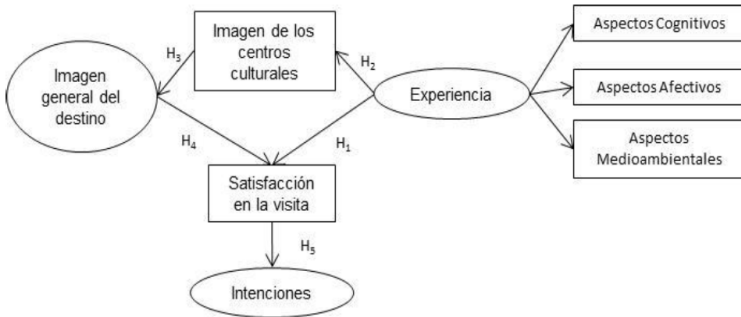 Imagen de los
centros
culturales
Aspectos Cognitivos
H3
H2
Imagen
general del
destino
Experiencia
Aspectos Afectivos
H4
H1
Aspectos
Medioambientales
Satisfacción
en la visita
H5
Intenciones